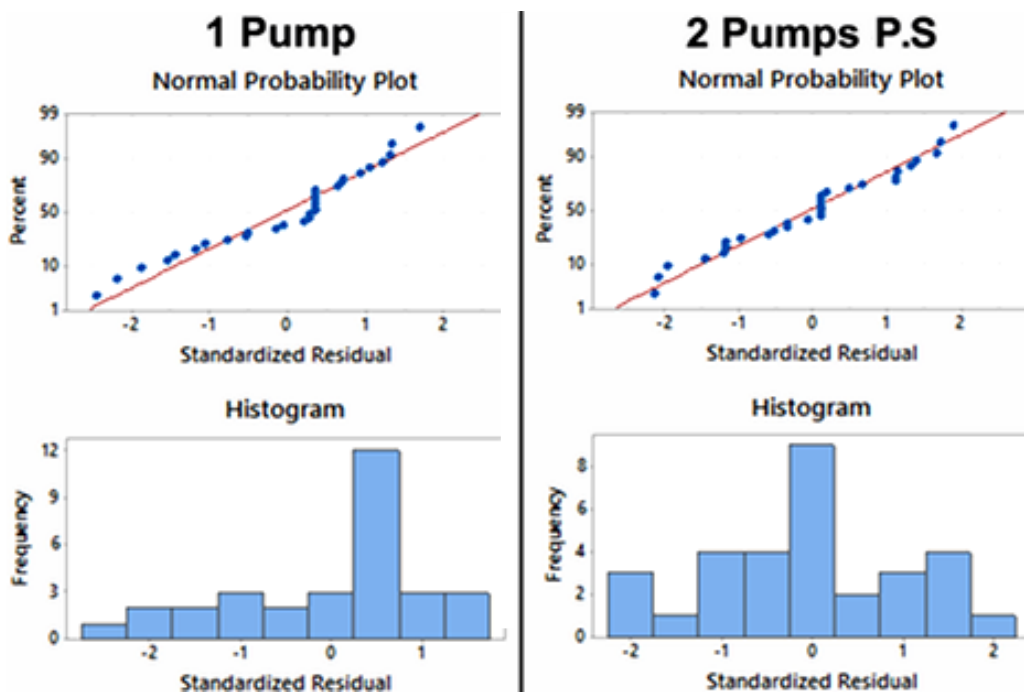 1 Pump
Normal Probability Plot
99
90
50
10
1
Percent
-2 -1 0 1 2
Standardized Residual
Histogram
12
9
6
3
0
Frequency
-2 -1 0 1
Standardized Residual
2 Pumps P.S
Normal Probability Plot
99
90
50
10
1
Percent
-2 -1 0 1 2
Standardized Residual
Histogram
8
6
4
2
0
Frequency
-2 -1 0 1 2
Standardized Residual